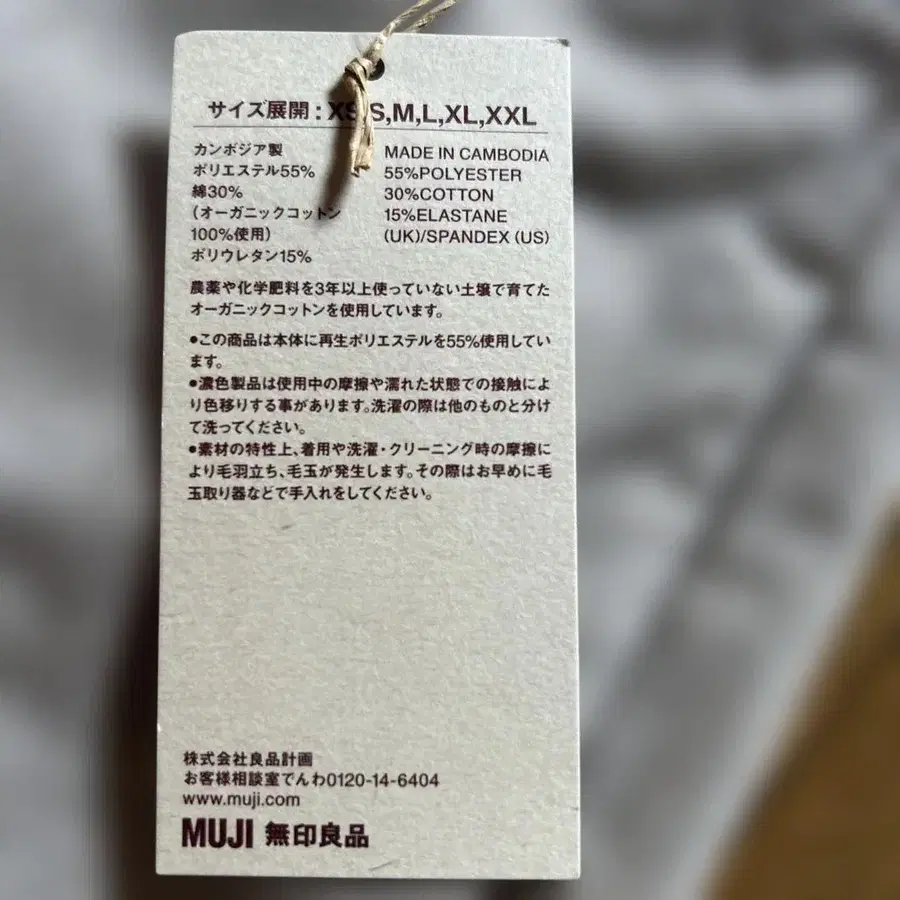 サイズ展開：XS,S,M,L,XL,XXL
カンボジア製
ポリエステル55%
綿30%
(オーガニックコットン
100%使用)
ポリウレタン15%
MADE IN CAMBODIA
55%POLYESTER
30%COTTON
15%ELASTANE
(UK)/SPANDEX (US)
農薬や化学肥料を3年以上使っていない土壌で育てた
オーガニックコットンを使用しています。
●この商品は本体に再生ポリエステルを55%使用してい
ます。
●濃色製品は使用中の摩擦や濡れた状態での接触によ
り色移りする事があります。洗濯の際は他のものと分け
て洗ってください。
●素材の特性上、着用や洗濯・クリーニング時の摩擦に
より毛羽立ち、毛玉が発生します。その際はお早めに毛
玉取り器などで手入れをしてください。
株式会社良品計画
お客様相談室でんわ0120-14-6404
www.muji.com
MUJI 無印良品